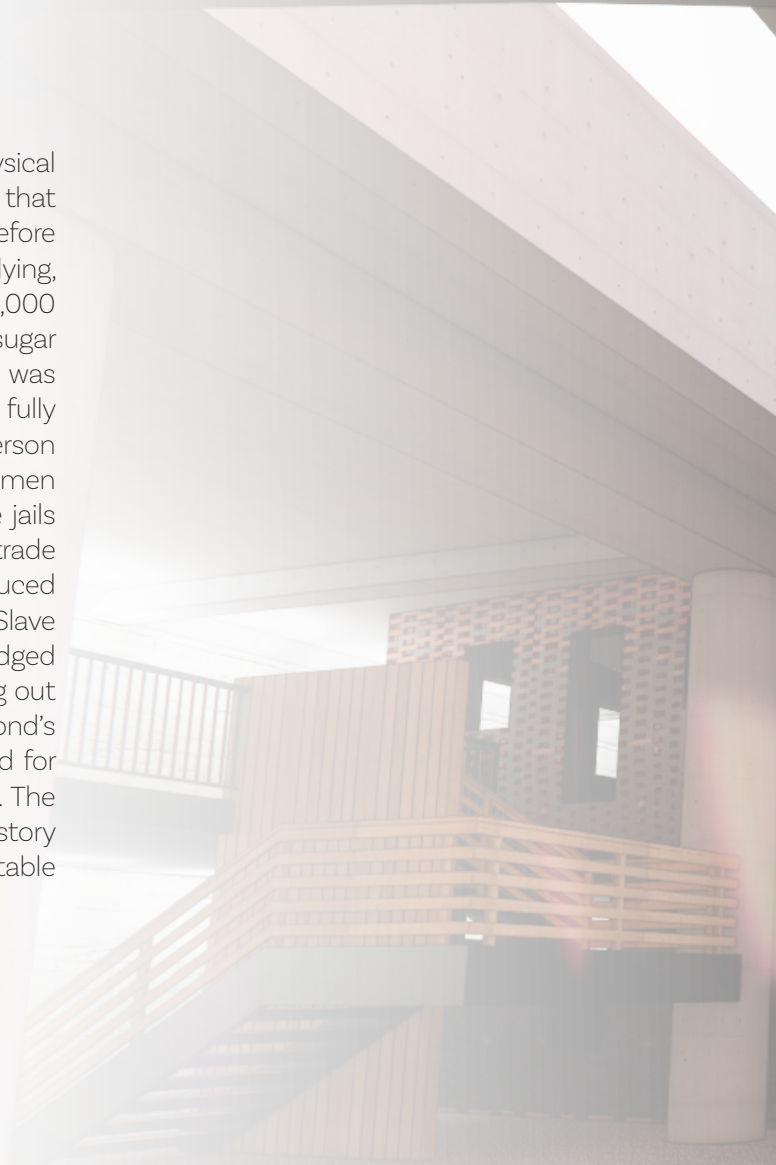 ysical
that
efore
lying,
,000
sugar
was
fully
erson
men
jails
trade
uced
Slave
dged
g out
ond's
d for
. The
story
table